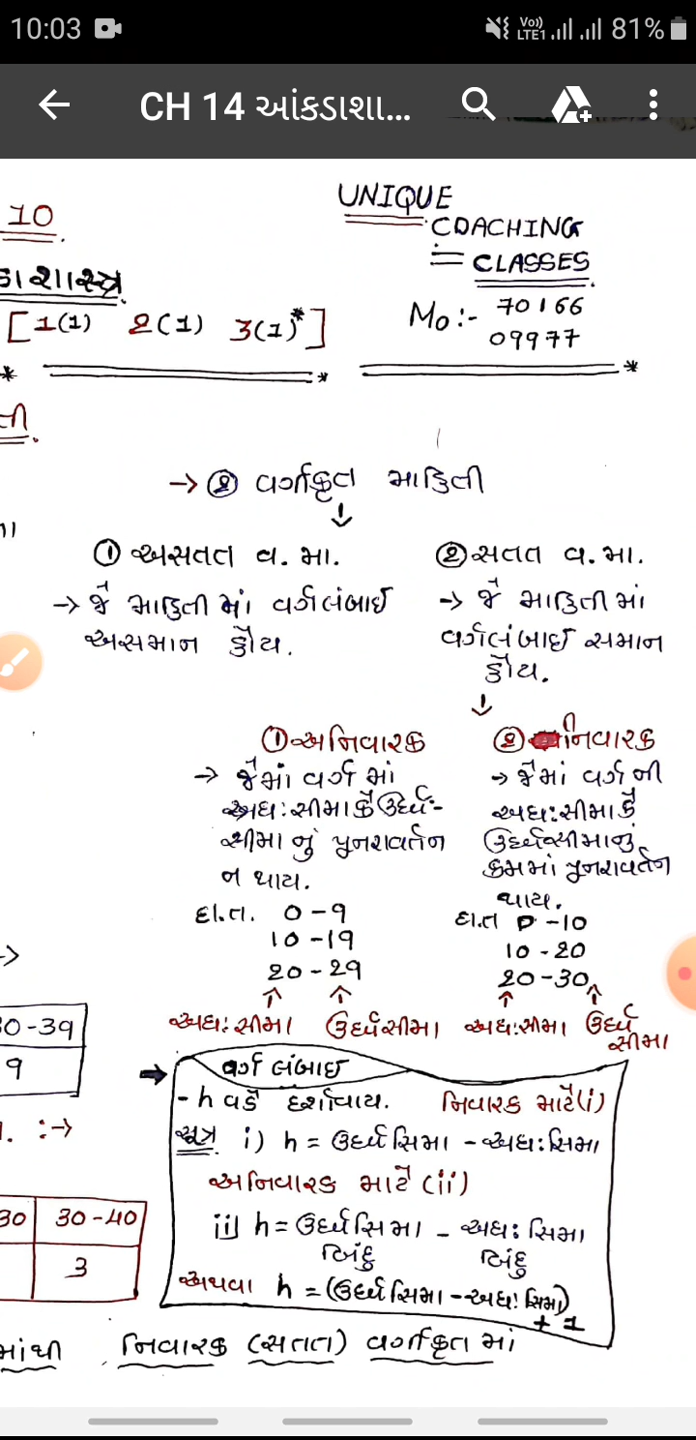 10:03
Vo)) LTE1 81%
CH 14 આંકડાશા...
10
UNIQUE
COACHING
CLASSES
Mo:- 70166
09977
ડાશાસ્ત્ર
[1(1) 2(1) 3(1)*]
* *
*
તી.
→ ② વર્ગીકૃત માહિતી
↓
① અસતત વ. મા.
→ જે માહિતી માં વર્ગલંબાઈ
અસમાન હોય.
② સતત વ. મા.
→ જે માહિતી માં
વર્ગલંબાઈ સમાન
હોય.
↓
① અનિવારક
→ જેમાં વર્ગ માં
અધ:સીમા કે ઉર્ધ્વ-
સીમા નું પુનરાવર્તન
ન થાય.
દા.ત. 0-9
10-19
20-29
↑ ↑
અધ:સીમા ઉર્ધ્વસીમા
② નિવારક
→ જેમાં વર્ગ ની
અધ:સીમા કે
ઉર્ધ્વસીમાનું
ક્રમમાં પુનરાવર્તન
થાય.
દા.ત 0-10
10-20
20-30
↑ ↑
અધ:સીમા ઉર્ધ્વ
સીમા
→
30-39
9
. :→
30 30-40
3
વર્ગ લંબાઈ
- h વડે દર્શાવાય. નિવારક માટે(i)
સૂત્ર i) h = ઉર્ધ્વ સિમા - અધ: સિમા
અનિવારક માટે (ii)
ii) h = ઉર્ધ્વ સિમા - અધ: સિમા
બિંદુ બિંદુ
અથવા h = (ઉર્ધ્વ સિમા - અધ: સિમા)
+ 1
માંથી નિવારક (સતત) વર્ગીકૃત માં